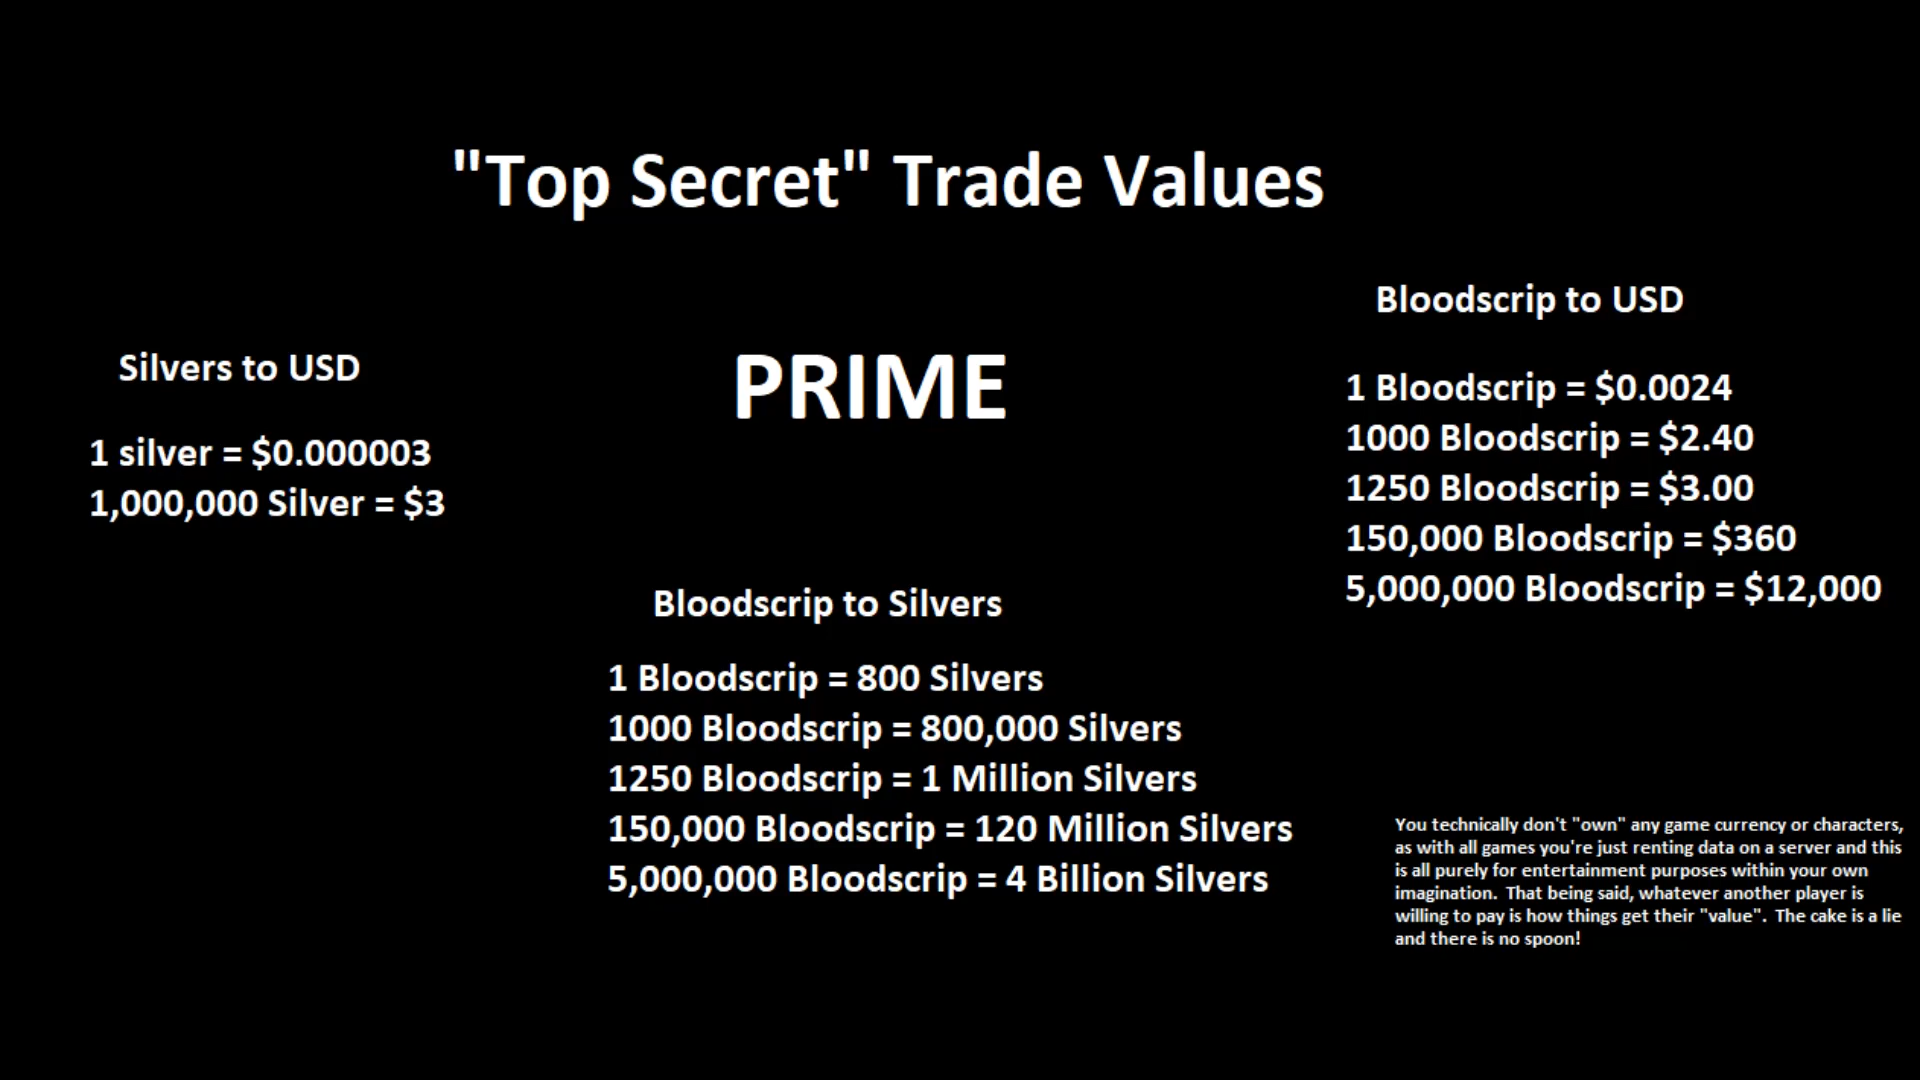 "Top Secret" Trade Values
Silvers to USD
1 silver = $0.000003
1,000,000 Silver = $3
PRIME
Bloodscrip to Silvers
1 Bloodscrip = 800 Silvers
1000 Bloodscrip = 800,000 Silvers
1250 Bloodscrip = 1 Million Silvers
150,000 Bloodscrip = 120 Million Silvers
5,000,000 Bloodscrip = 4 Billion Silvers
Bloodscrip to USD
1 Bloodscrip = $0.0024
1000 Bloodscrip = $2.40
1250 Bloodscrip = $3.00
150,000 Bloodscrip = $360
5,000,000 Bloodscrip = $12,000
You technically don't "own" any game currency or characters,
as with all games you're just renting data on a server and this
is all purely for entertainment purposes within your own
imagination.  That being said, whatever another player is
willing to pay is how things get their "value".  The cake is a lie
and there is no spoon!